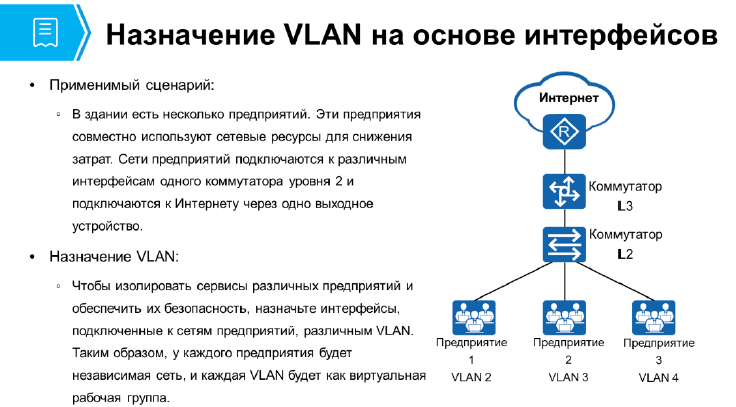 Назначение VLAN на основе интерфейсов
• Применимый сценарий:
▫ В здании есть несколько предприятий. Эти предприятия
совместно используют сетевые ресурсы для снижения
затрат. Сети предприятий подключаются к различным
интерфейсам одного коммутатора уровня 2 и
подключаются к Интернету через одно выходное
устройство.
• Назначение VLAN:
▫ Чтобы изолировать сервисы различных предприятий и
обеспечить их безопасность, назначьте интерфейсы,
подключенные к сетям предприятий, различным VLAN.
Таким образом, у каждого предприятия будет
независимая сеть, и каждая VLAN будет как виртуальная
рабочая группа.
Интернет
R
Коммутатор
L3
Коммутатор
L2
Предприятие
1
VLAN 2
Предприятие
2
VLAN 3
Предприятие
3
VLAN 4